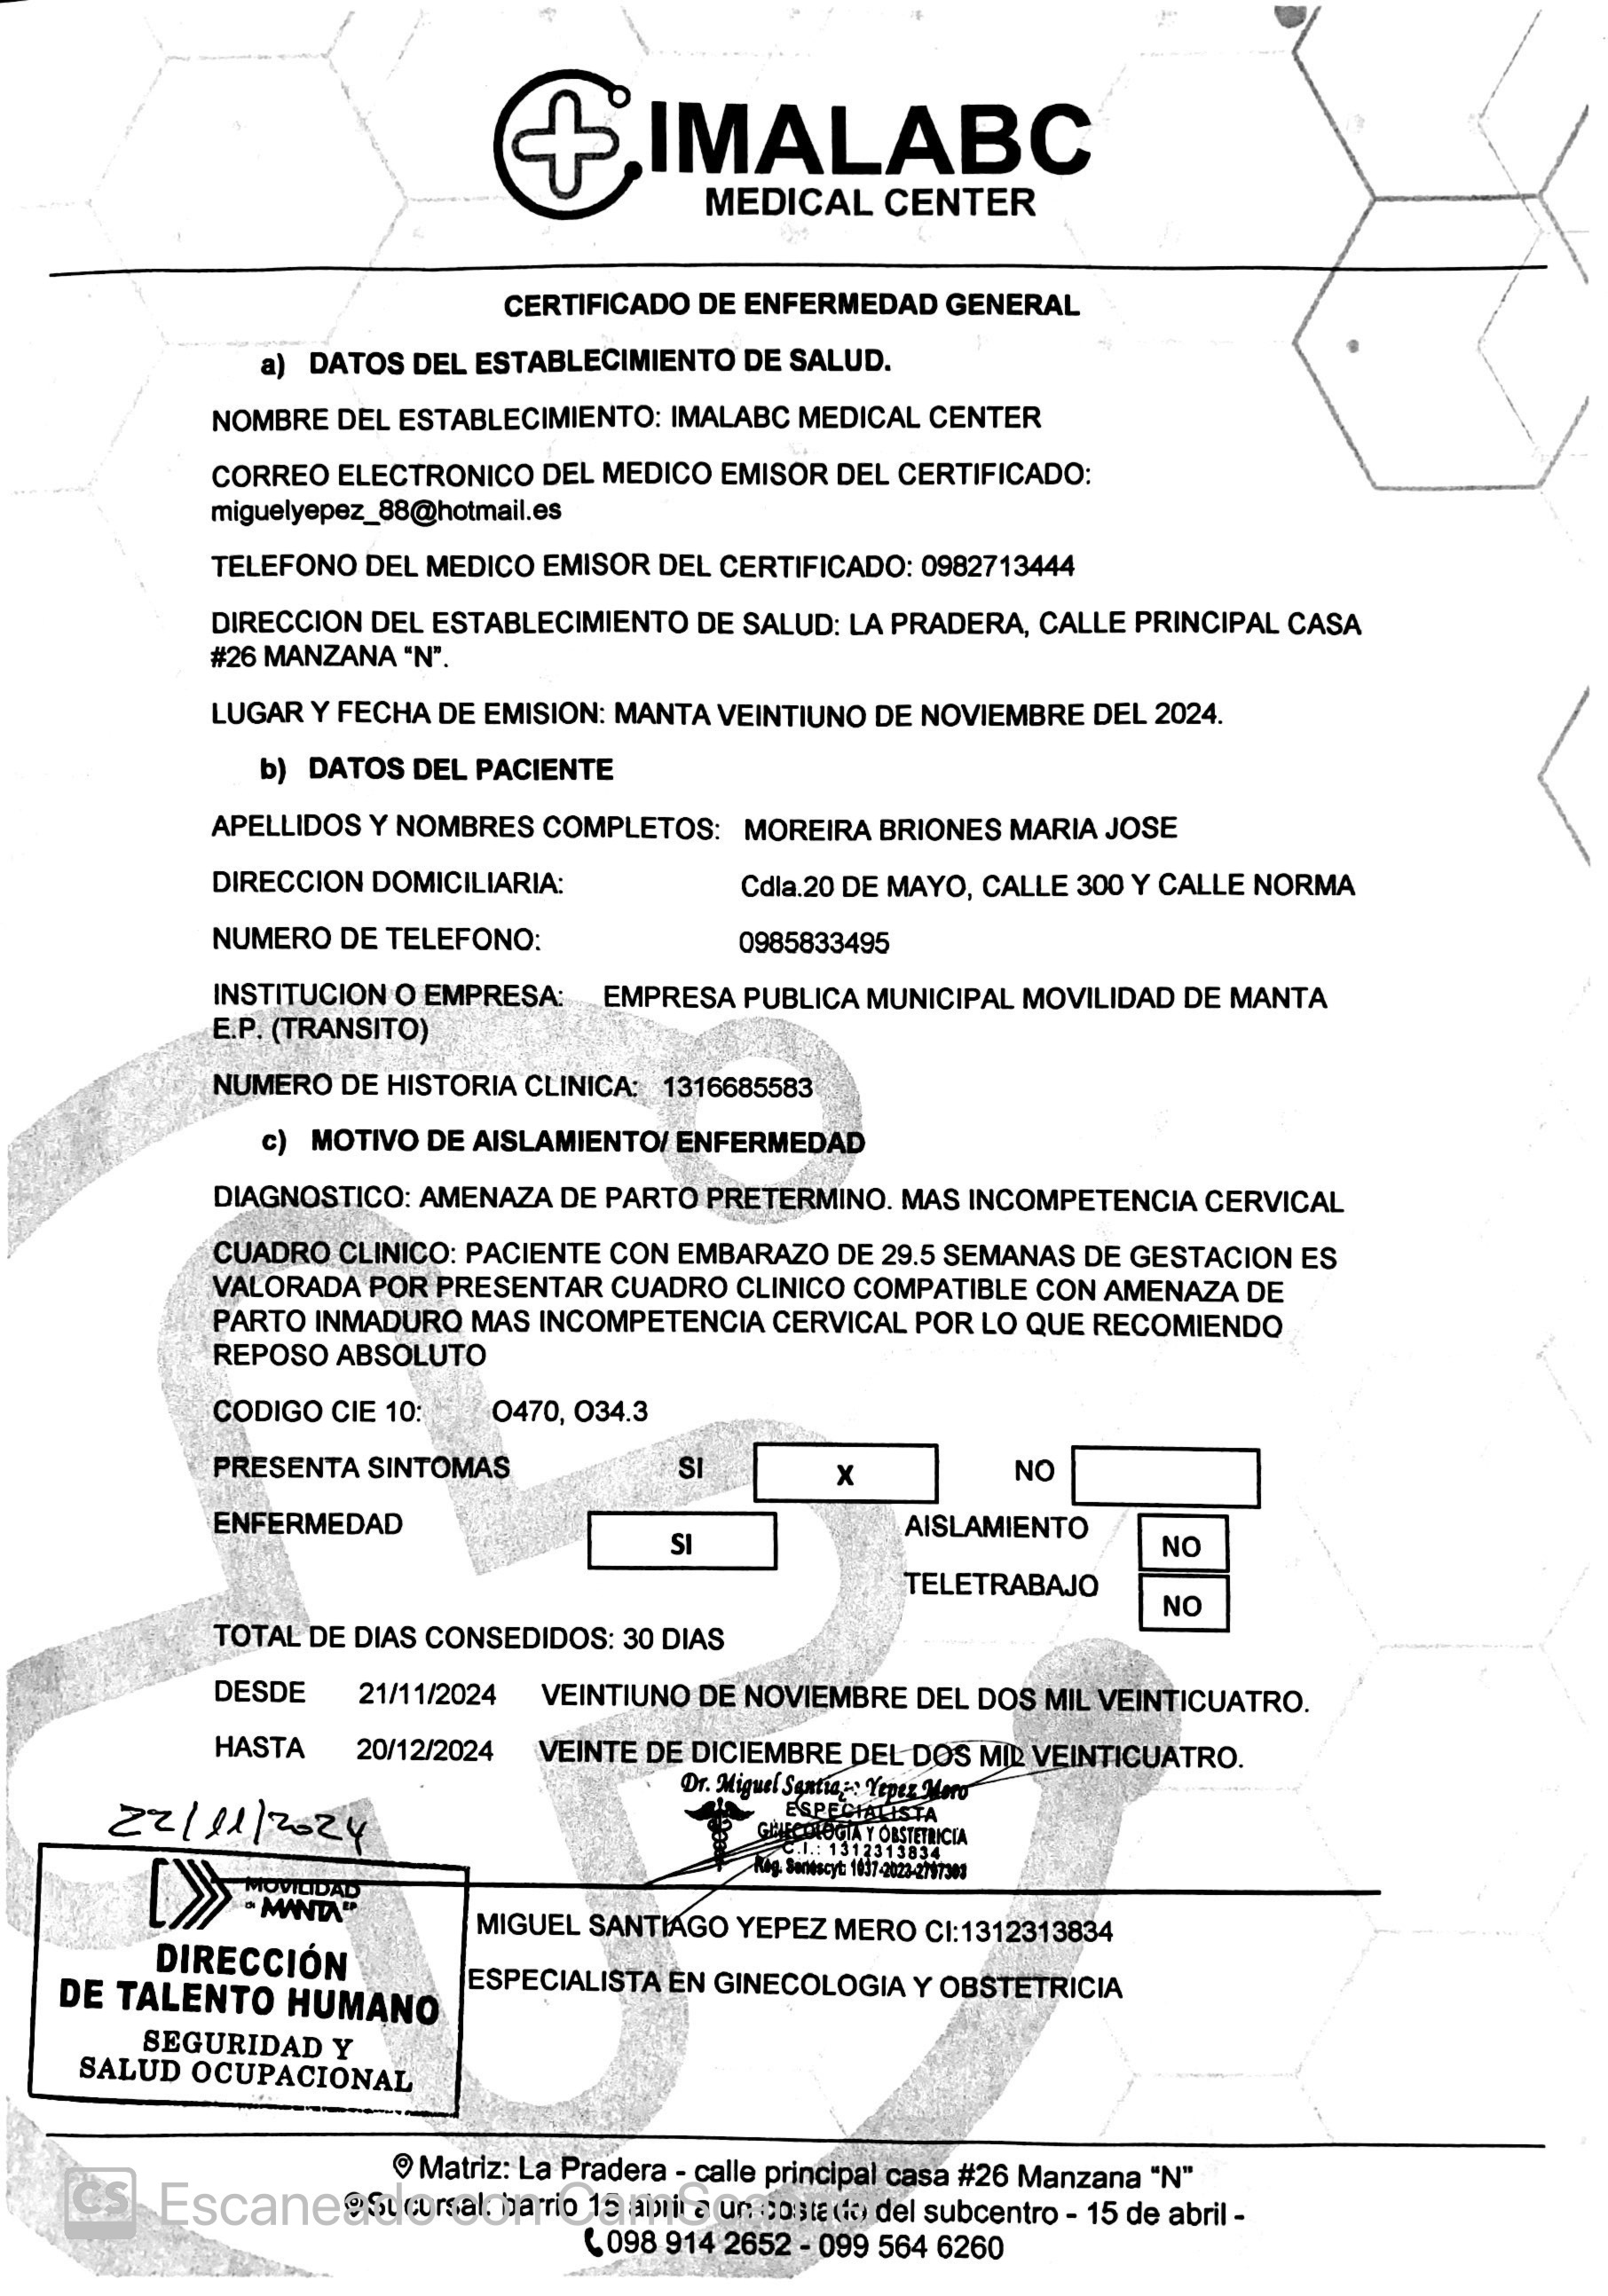 IMALABC
MEDICAL CENTER
CERTIFICADO DE ENFERMEDAD GENERAL
a) DATOS DEL ESTABLECIMIENTO DE SALUD.
NOMBRE DEL ESTABLECIMIENTO: IMALABC MEDICAL CENTER
CORREO ELECTRONICO DEL MEDICO EMISOR DEL CERTIFICADO:
miguelyepez_88@hotmail.es
TELEFONO DEL MEDICO EMISOR DEL CERTIFICADO: 0982713444
DIRECCION DEL ESTABLECIMIENTO DE SALUD: LA PRADERA, CALLE PRINCIPAL CASA
#26 MANZANA “N”.
LUGAR Y FECHA DE EMISION: MANTA VEINTIUNO DE NOVIEMBRE DEL 2024.
b) DATOS DEL PACIENTE
APELLIDOS Y NOMBRES COMPLETOS: MOREIRA BRIONES MARIA JOSE
DIRECCION DOMICILIARIA: Cdla.20 DE MAYO, CALLE 300 Y CALLE NORMA
NUMERO DE TELEFONO: 0985833495
INSTITUCION O EMPRESA: EMPRESA PUBLICA MUNICIPAL MOVILIDAD DE MANTA
E.P. (TRANSITO)
NUMERO DE HISTORIA CLINICA: 1316685583
c) MOTIVO DE AISLAMIENTO/ ENFERMEDAD
DIAGNOSTICO: AMENAZA DE PARTO PRETERMINO. MAS INCOMPETENCIA CERVICAL
CUADRO CLINICO: PACIENTE CON EMBARAZO DE 29.5 SEMANAS DE GESTACION ES
VALORADA POR PRESENTAR CUADRO CLINICO COMPATIBLE CON AMENAZA DE
PARTO INMADURO MAS INCOMPETENCIA CERVICAL POR LO QUE RECOMIENDO
REPOSO ABSOLUTO
CODIGO CIE 10: O470, O34.3
PRESENTA SINTOMAS SI X NO
ENFERMEDAD SI AISLAMIENTO NO
TELETRABAJO NO
TOTAL DE DIAS CONSEDIDOS: 30 DIAS
DESDE 21/11/2024 VEINTIUNO DE NOVIEMBRE DEL DOS MIL VEINTICUATRO.
HASTA 20/12/2024 VEINTE DE DICIEMBRE DEL DOS MIL VEINTICUATRO.
Dr. Miguel Santiago Yepez Mero
ESPECIALISTA
GINECOLOGÍA Y OBSTETRICIA
C.I.: 1312313834
Reg. Senescyt: 1037-2023-2797393
22/11/2024
MOVILIDAD
DE MANTA EP
DIRECCIÓN
DE TALENTO HUMANO
SEGURIDAD Y
SALUD OCUPACIONAL
MIGUEL SANTIAGO YEPEZ MERO CI:1312313834
ESPECIALISTA EN GINECOLOGIA Y OBSTETRICIA
Matriz: La Pradera - calle principal casa #26 Manzana “N”
Sucursal: barrio 15 abril a un costado del subcentro - 15 de abril -
098 914 2652 - 099 564 6260
CS Escaneado con CamScanner